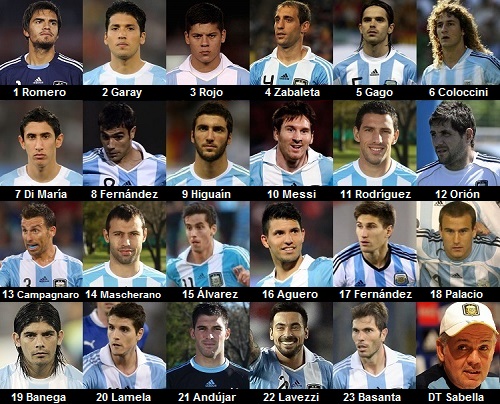 1 Romero
2 Garay
3 Rojo
4 Zabaleta
5 Gago
6 Coloccini
7 Di María
8 Fernández
9 Higuaín
10 Messi
11 Rodríguez
12 Orión
13 Campagnaro
14 Mascherano
15 Álvarez
16 Aguero
17 Fernández
18 Palacio
19 Banega
20 Lamela
21 Andújar
22 Lavezzi
23 Basanta
DT Sabella